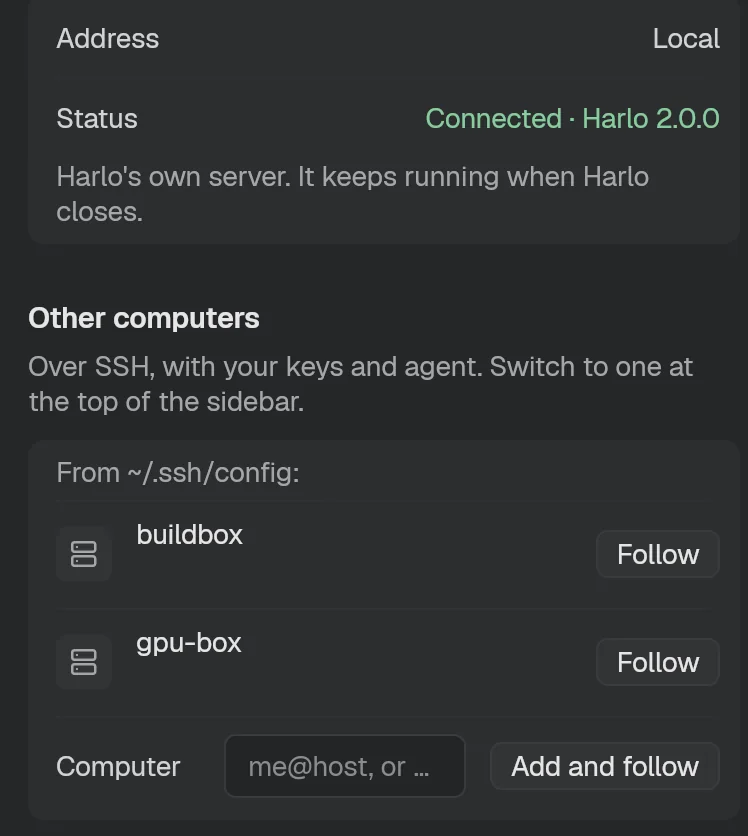 Address Local
Status Connected · Harlo 2.0.0
Harlo's own server. It keeps running when Harlo
closes.
Other computers
Over SSH, with your keys and agent. Switch to one at
the top of the sidebar.
From ~/.ssh/config:
buildbox Follow
gpu-box Follow
Computer me@host, or ... Add and follow